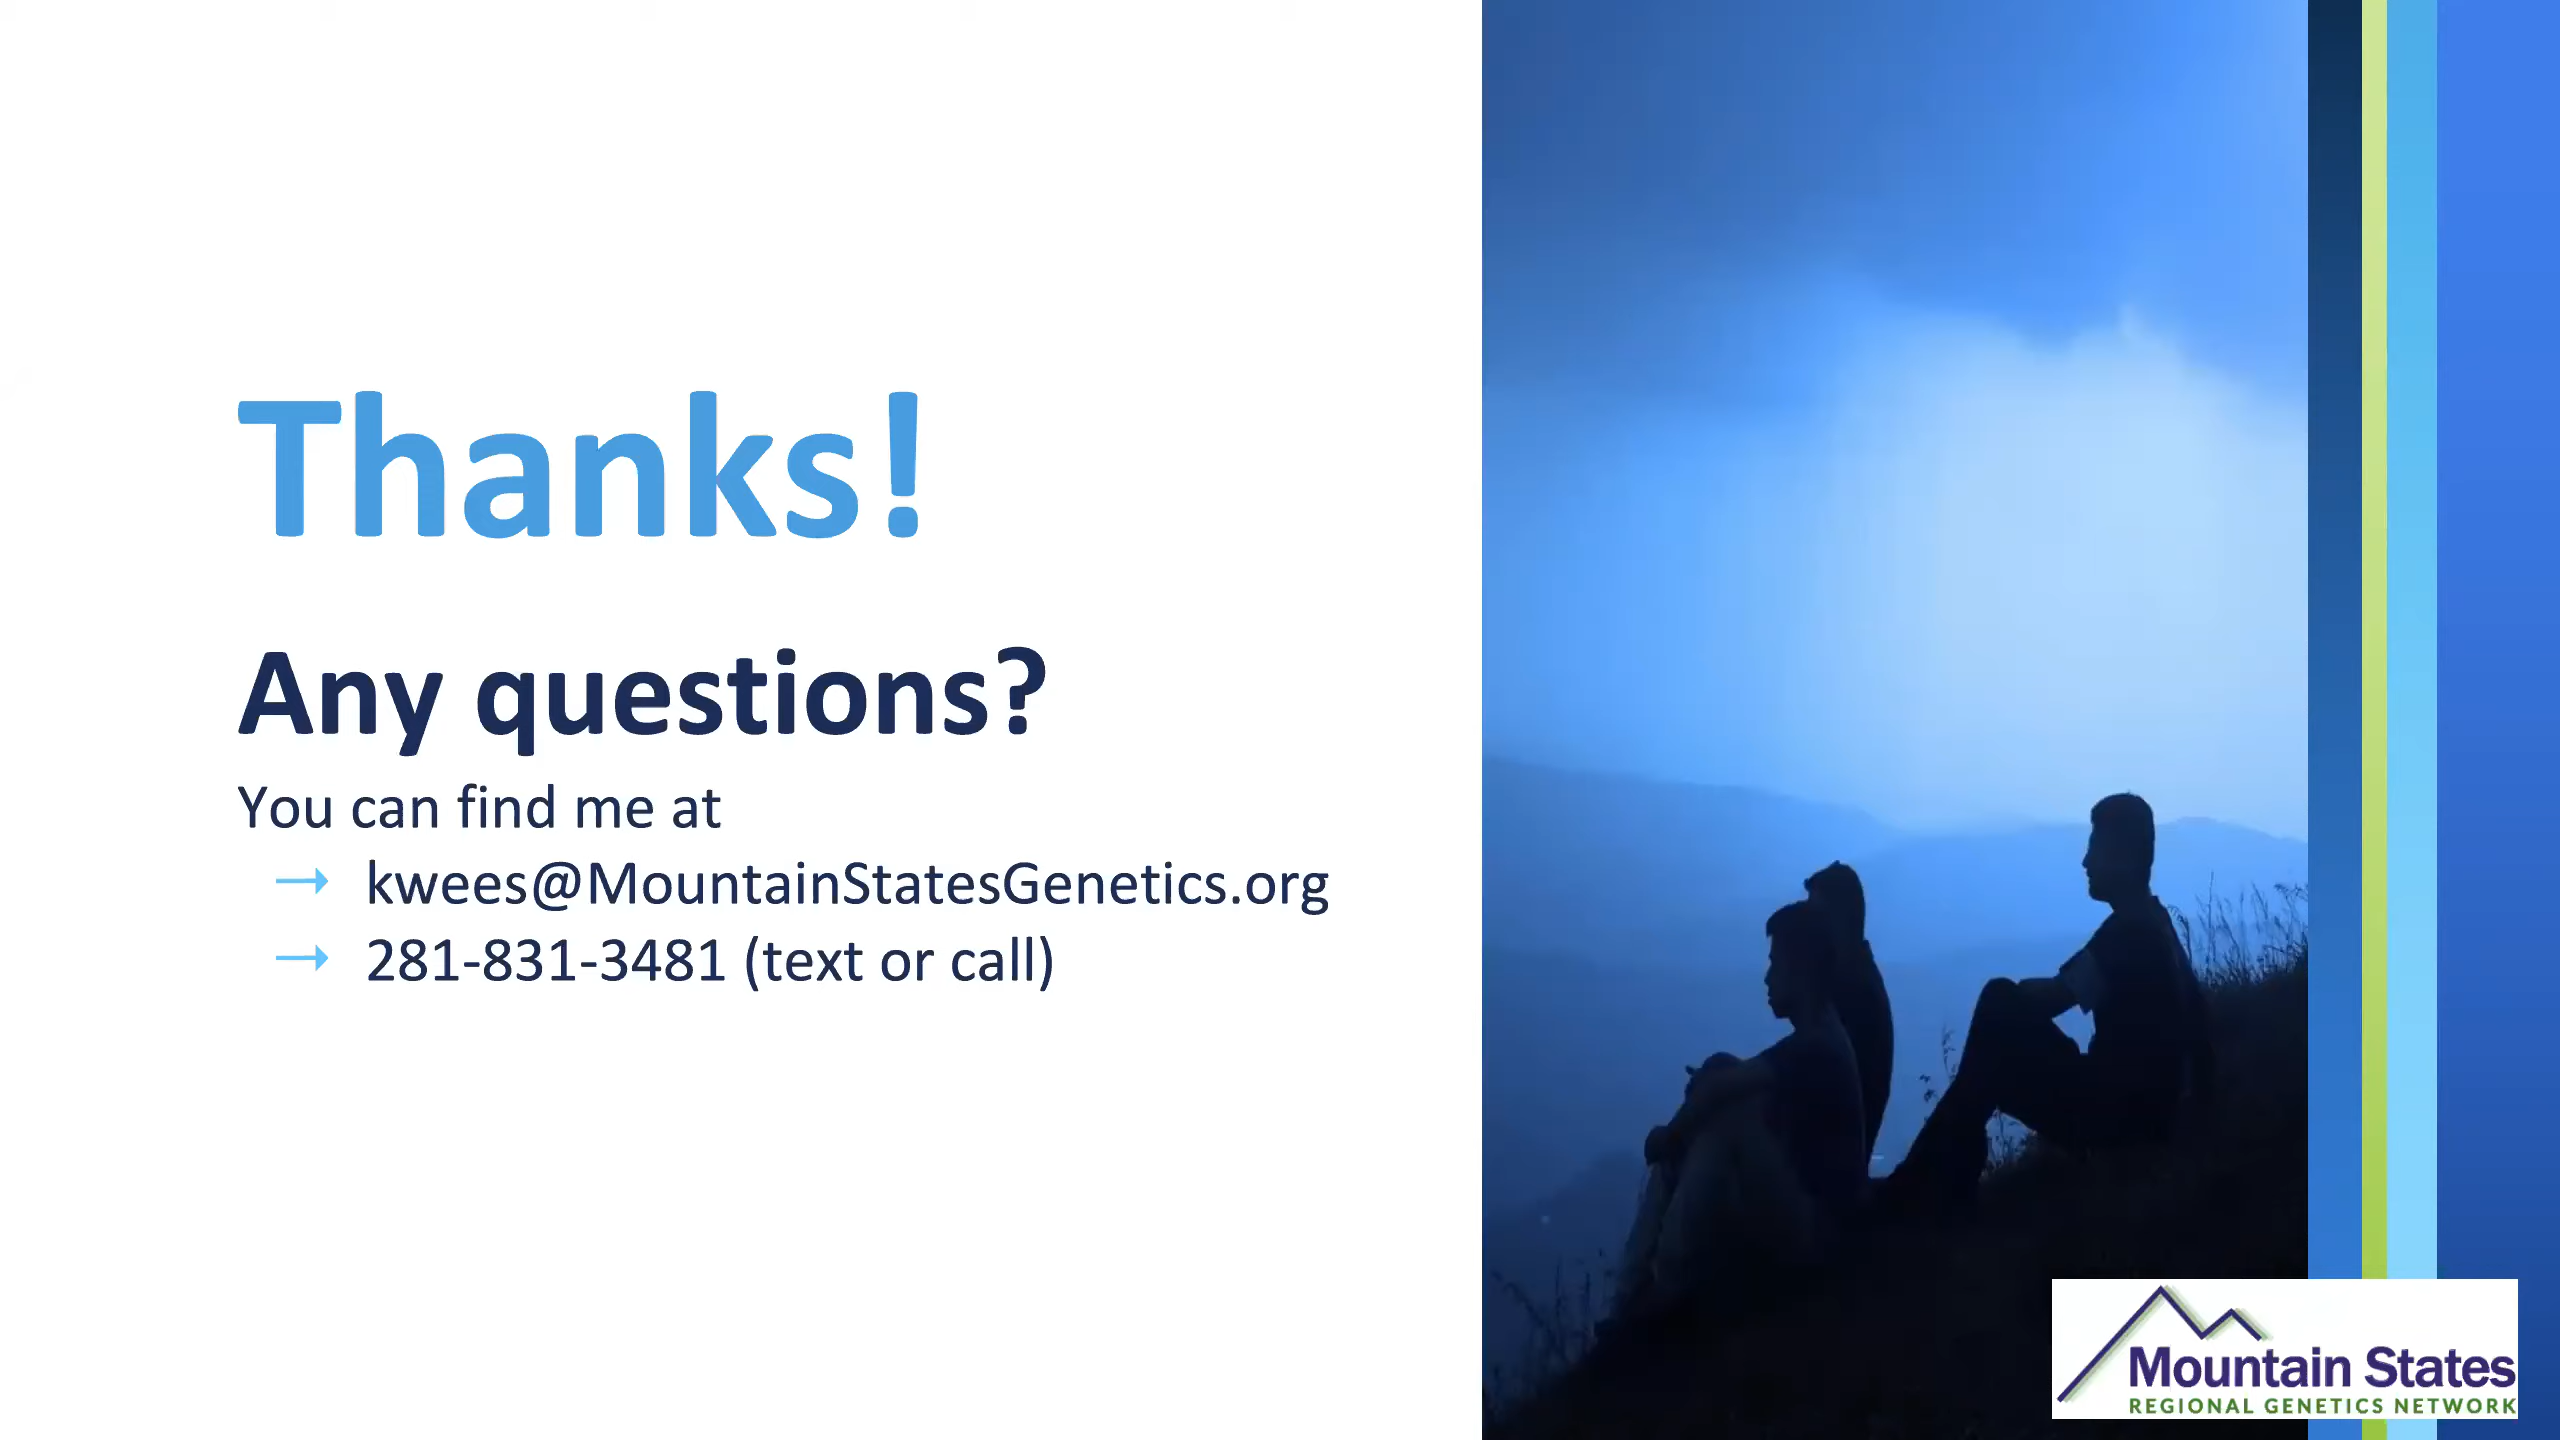 Thanks!
Any questions?
You can find me at
→ kwees@MountainStatesGenetics.org
→ 281-831-3481 (text or call)
Mountain States
REGIONAL GENETICS NETWORK